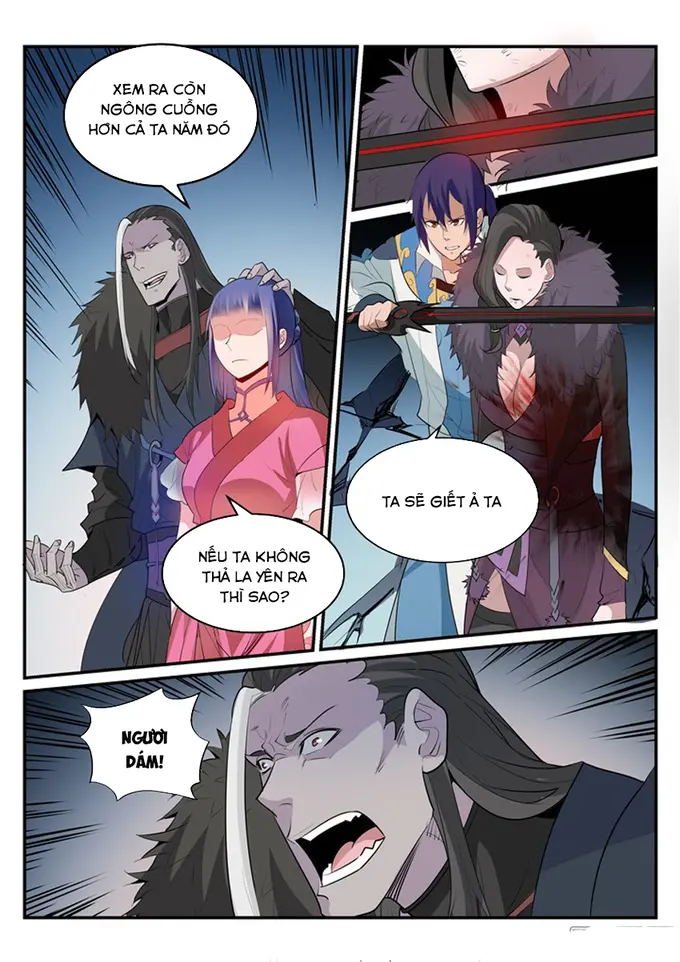 XEM RA CÒN
NGÔNG CUỒNG
HƠN CẢ TA NĂM ĐÓ
NẾU TA KHÔNG
THẢ LA YÊN RA
THÌ SAO?
TA SẼ GIẾT Ả TA
NGƯƠI
DÁM!